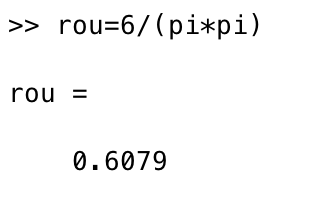 >> rou=6/(pi*pi)
rou =
0.6079